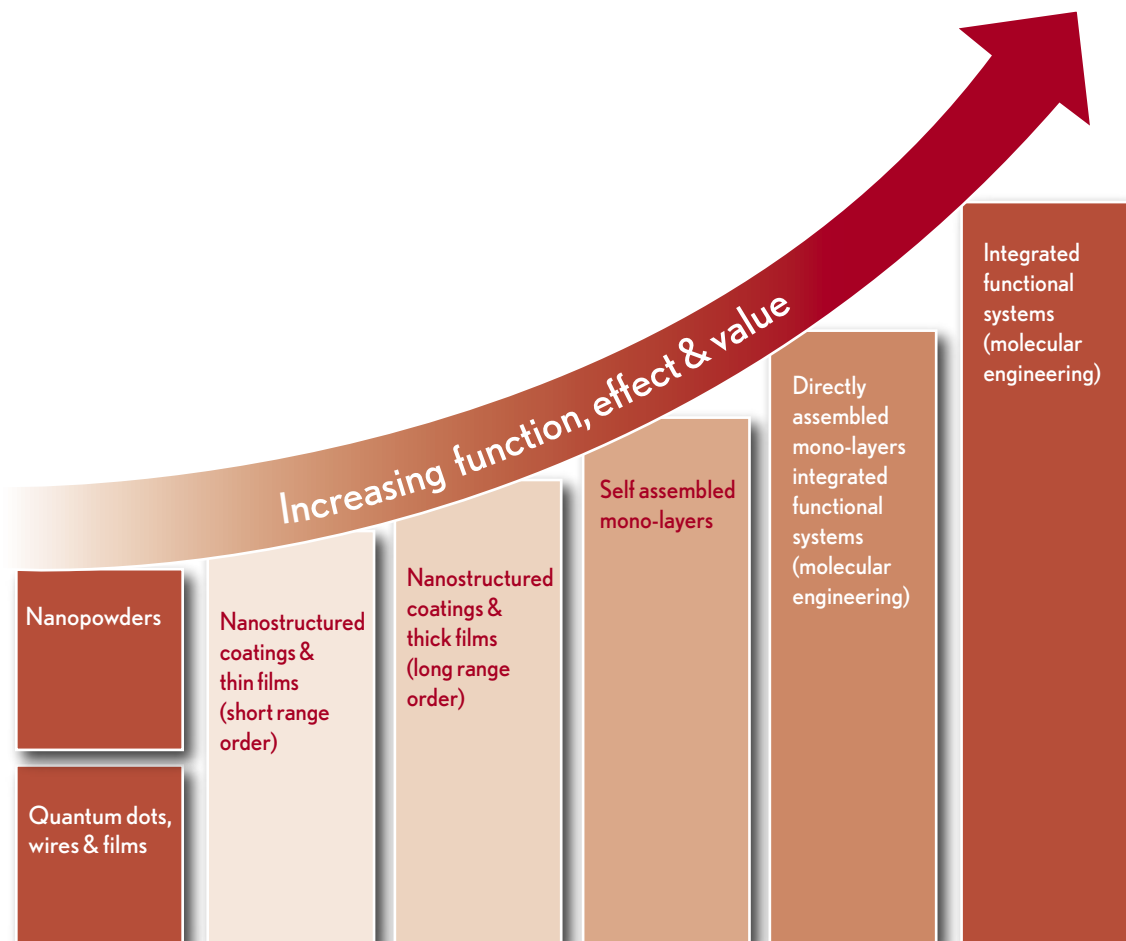 Increasing function, effect & value
Nanopowders
Quantum dots,
wires & films
Nanostructured
coatings &
thin films
(short range
order)
Nanostructured
coatings &
thick films
(long range
order)
Self assembled
mono-layers
Directly
assembled
mono-layers
integrated
functional
systems
(molecular
engineering)
Integrated
functional
systems
(molecular
engineering)